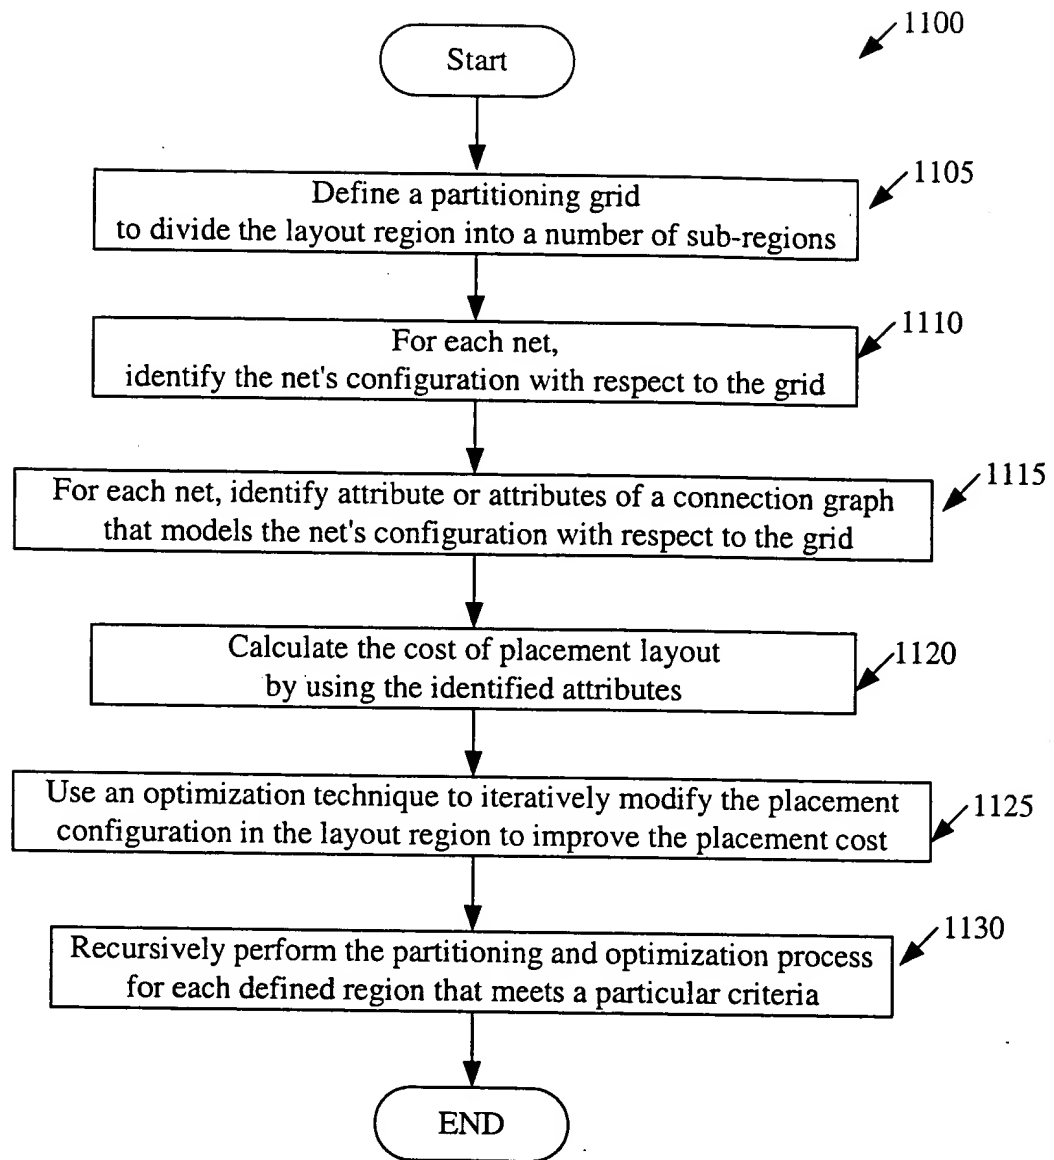 1100
Start
1105
Define a partitioning grid
to divide the layout region into a number of sub-regions
1110
For each net,
identify the net's configuration with respect to the grid
1115
For each net, identify attribute or attributes of a connection graph
that models the net's configuration with respect to the grid
1120
Calculate the cost of placement layout
by using the identified attributes
1125
Use an optimization technique to iteratively modify the placement
configuration in the layout region to improve the placement cost
1130
Recursively perform the partitioning and optimization process
for each defined region that meets a particular criteria
END